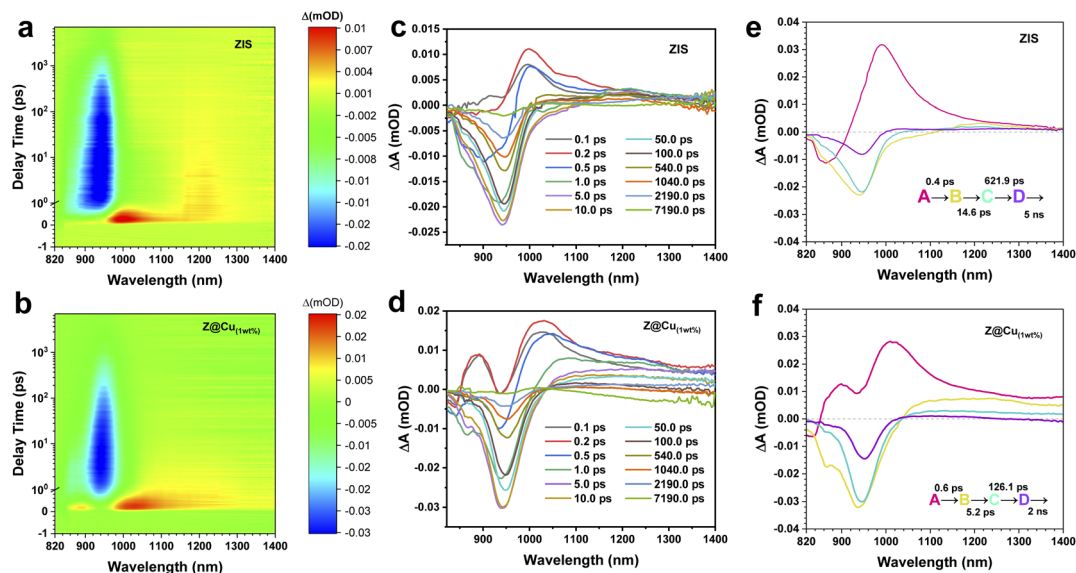 a
ZIS
Delay Time (ps)
10³
10²
10¹
10⁰
0
-1
820 900 1000 1100 1200 1300 1400
Wavelength (nm)
Δ(mOD)
0.01
0.01
0.004
0.001
-0.002
-0.005
-0.008
-0.01
-0.01
-0.02
-0.02
c
ZIS
ΔA (mOD)
0.015
0.010
0.005
0.000
-0.005
-0.010
-0.015
-0.020
-0.025
0.1 ps 50.0 ps
0.2 ps 100.0 ps
0.5 ps 540.0 ps
1.0 ps 1040.0 ps
5.0 ps 2190.0 ps
10.0 ps 7190.0 ps
900 1000 1100 1200 1300 1400
Wavelength (nm)
e
ZIS
ΔA (mOD)
0.04
0.03
0.02
0.01
0.00
-0.01
-0.02
-0.03
-0.04
0.4 ps 621.9 ps
A→B→C→D→
14.6 ps 5 ns
820 900 1000 1100 1200 1300 1400
Wavelength (nm)
b
Z@Cu(1wt%)
Delay Time (ps)
10³
10²
10¹
10⁰
0
-1
820 900 1000 1100 1200 1300 1400
Wavelength (nm)
Δ(mOD)
0.02
0.02
0.01
0.005
0.000
-0.005
-0.01
-0.01
-0.02
-0.03
-0.03
d
Z@Cu(1wt%)
ΔA (mOD)
0.02
0.01
0.00
-0.01
-0.02
-0.03
0.1 ps 50.0 ps
0.2 ps 100.0 ps
0.5 ps 540.0 ps
1.0 ps 1040.0 ps
5.0 ps 2190.0 ps
10.0 ps 7190.0 ps
900 1000 1100 1200 1300 1400
Wavelength (nm)
f
Z@Cu(1wt%)
ΔA (mOD)
0.04
0.03
0.02
0.01
0.00
-0.01
-0.02
-0.03
-0.04
0.6 ps 126.1 ps
A→B→C→D→
5.2 ps 2 ns
820 900 1000 1100 1200 1300 1400
Wavelength (nm)